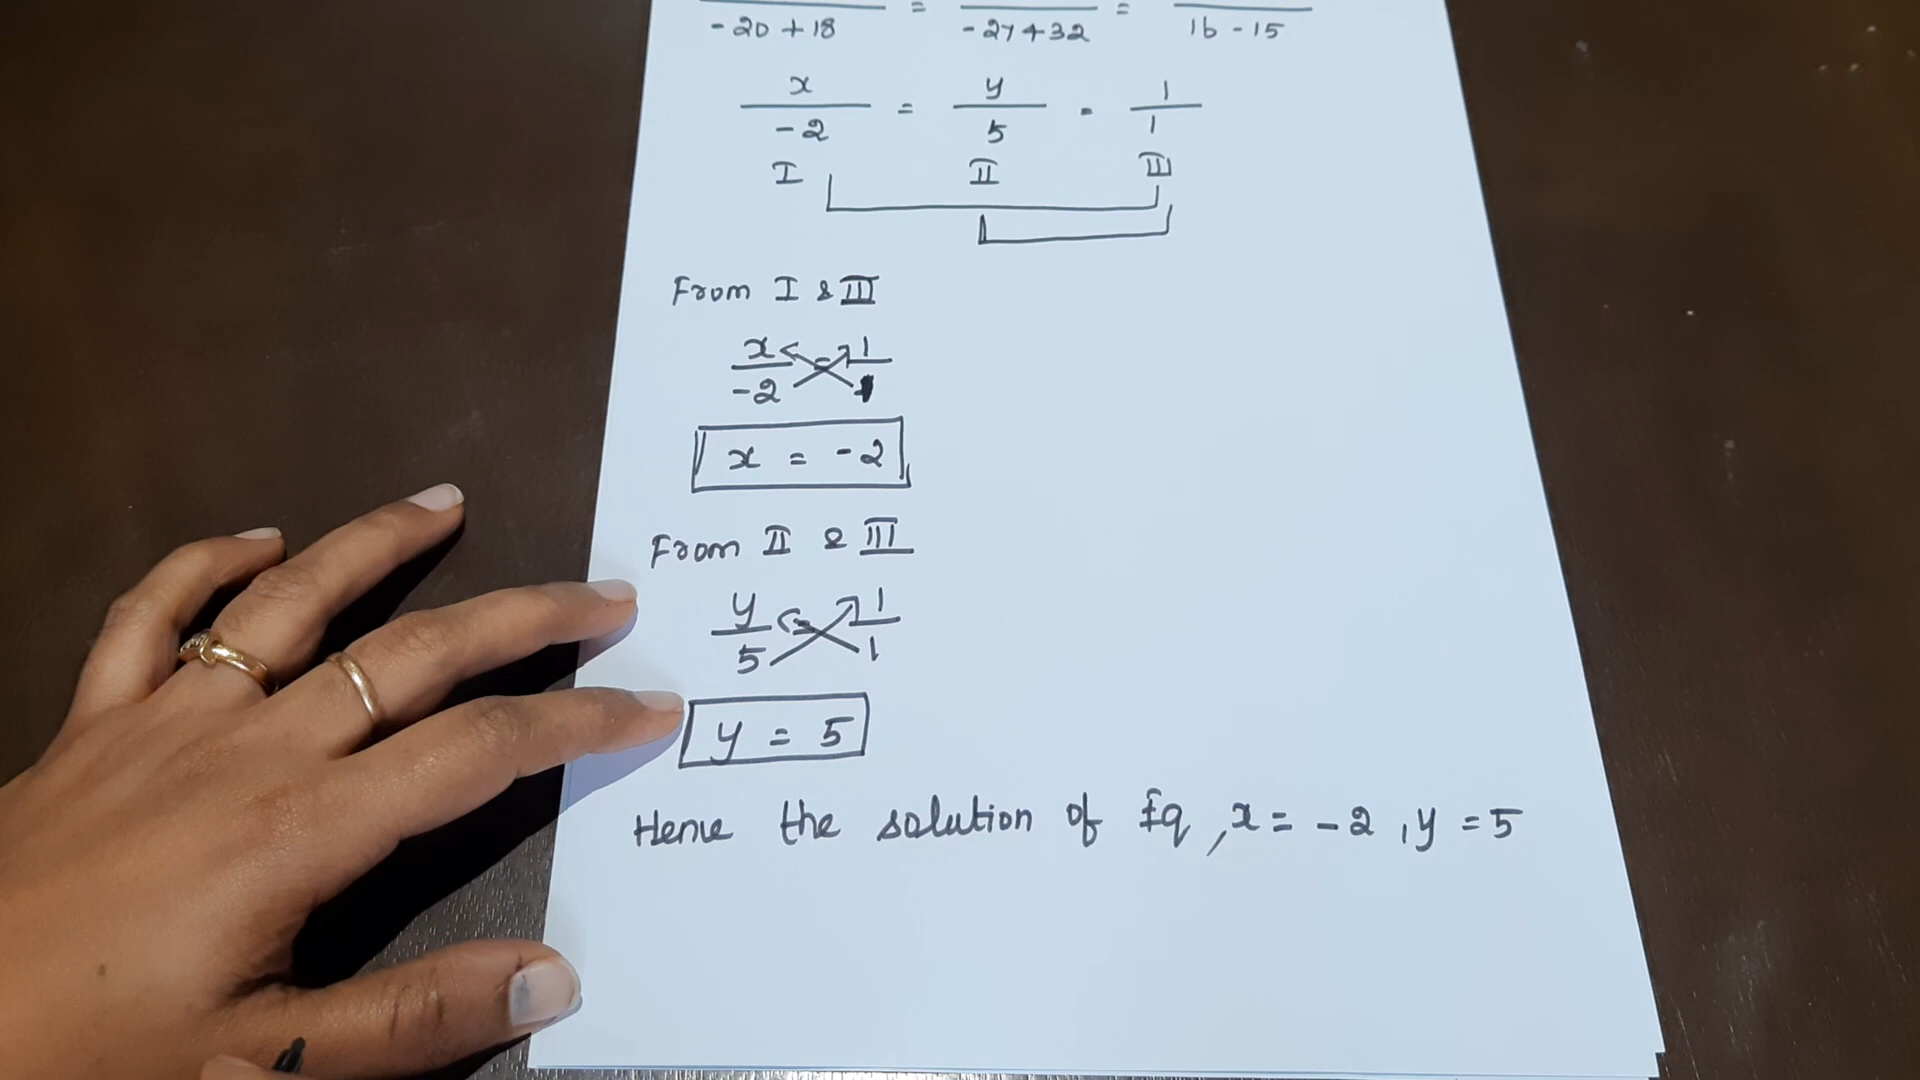 -20+18 = -27+32 = 16-15
x/-2 = y/5 = 1/1
I II III
From I & III
x/-2 = 1/1
x = -2
From II & III
y/5 = 1/1
y = 5
Hence the solution of Eq, x = -2, y = 5